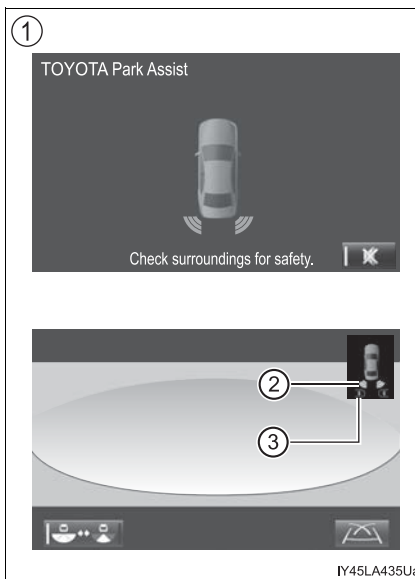 1
TOYOTA Park Assist
Check surroundings for safety.
2
3
IY45LA435Ua